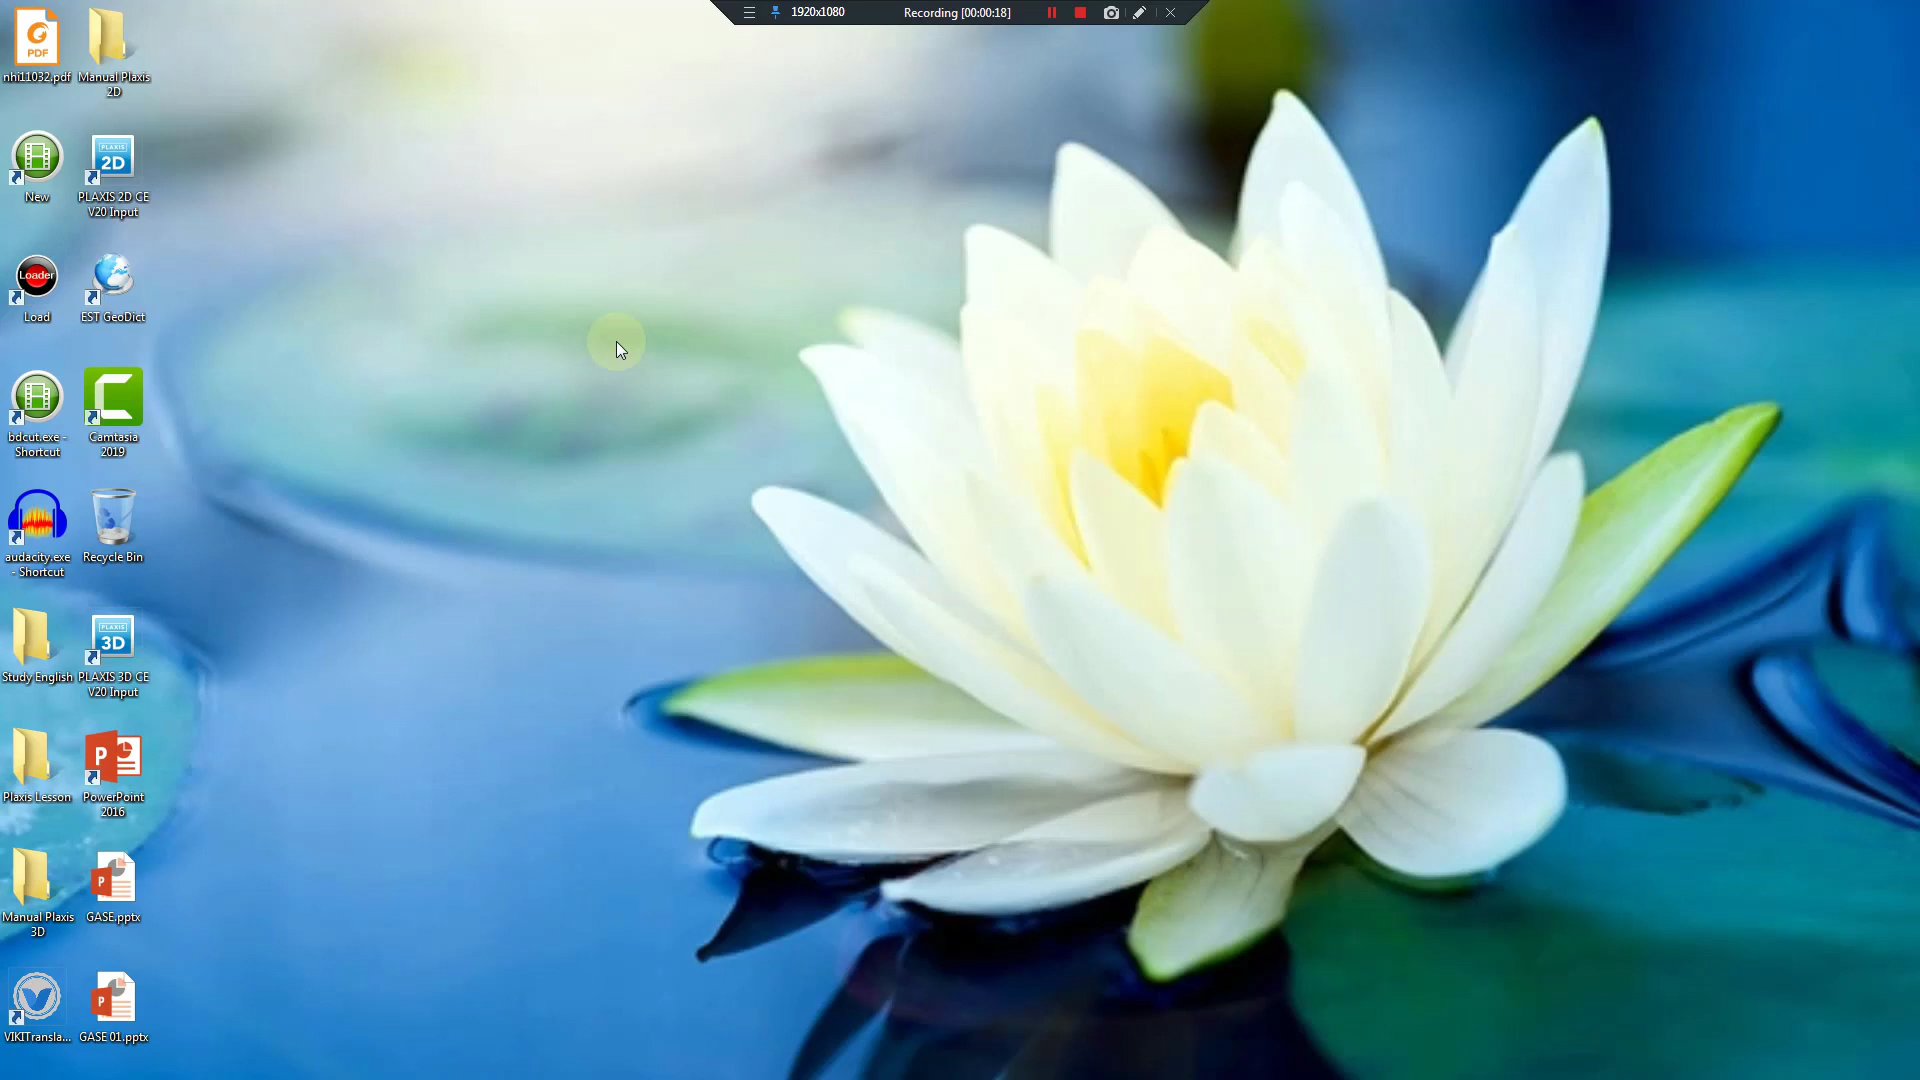 1920x1080
Recording [00:00:18]
PDF
nhi11032.pdf
Manual Plaxis
2D
New
PLAXIS
2D
PLAXIS 2D CE
V20 Input
Loader
Load
EST GeoDict
bdcut.exe -
Shortcut
Camtasia
2019
audacity.exe
- Shortcut
Recycle Bin
Study English
PLAXIS
3D
PLAXIS 3D CE
V20 Input
Plaxis Lesson
P
PowerPoint
2016
Manual Plaxis
3D
P
GASE.pptx
VIKITransla...
P
GASE 01.pptx